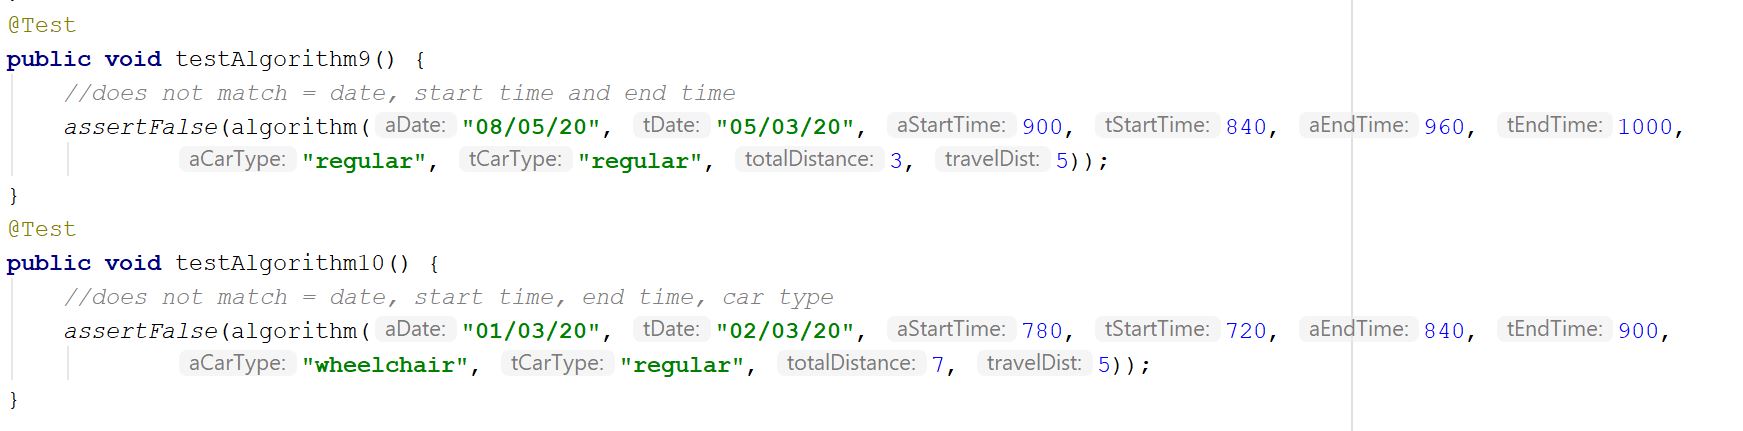 @Test
public void testAlgorithm9() {
//does not match = date, start time and end time
assertFalse(algorithm( aDate: "08/05/20", tDate: "05/03/20", aStartTime: 900, tStartTime: 840, aEndTime: 960, tEndTime: 1000,
aCarType: "regular", tCarType: "regular", totalDistance: 3, travelDist: 5));
}
@Test
public void testAlgorithm10() {
//does not match = date, start time, end time, car type
assertFalse(algorithm( aDate: "01/03/20", tDate: "02/03/20", aStartTime: 780, tStartTime: 720, aEndTime: 840, tEndTime: 900,
aCarType: "wheelchair", tCarType: "regular", totalDistance: 7, travelDist: 5));
}